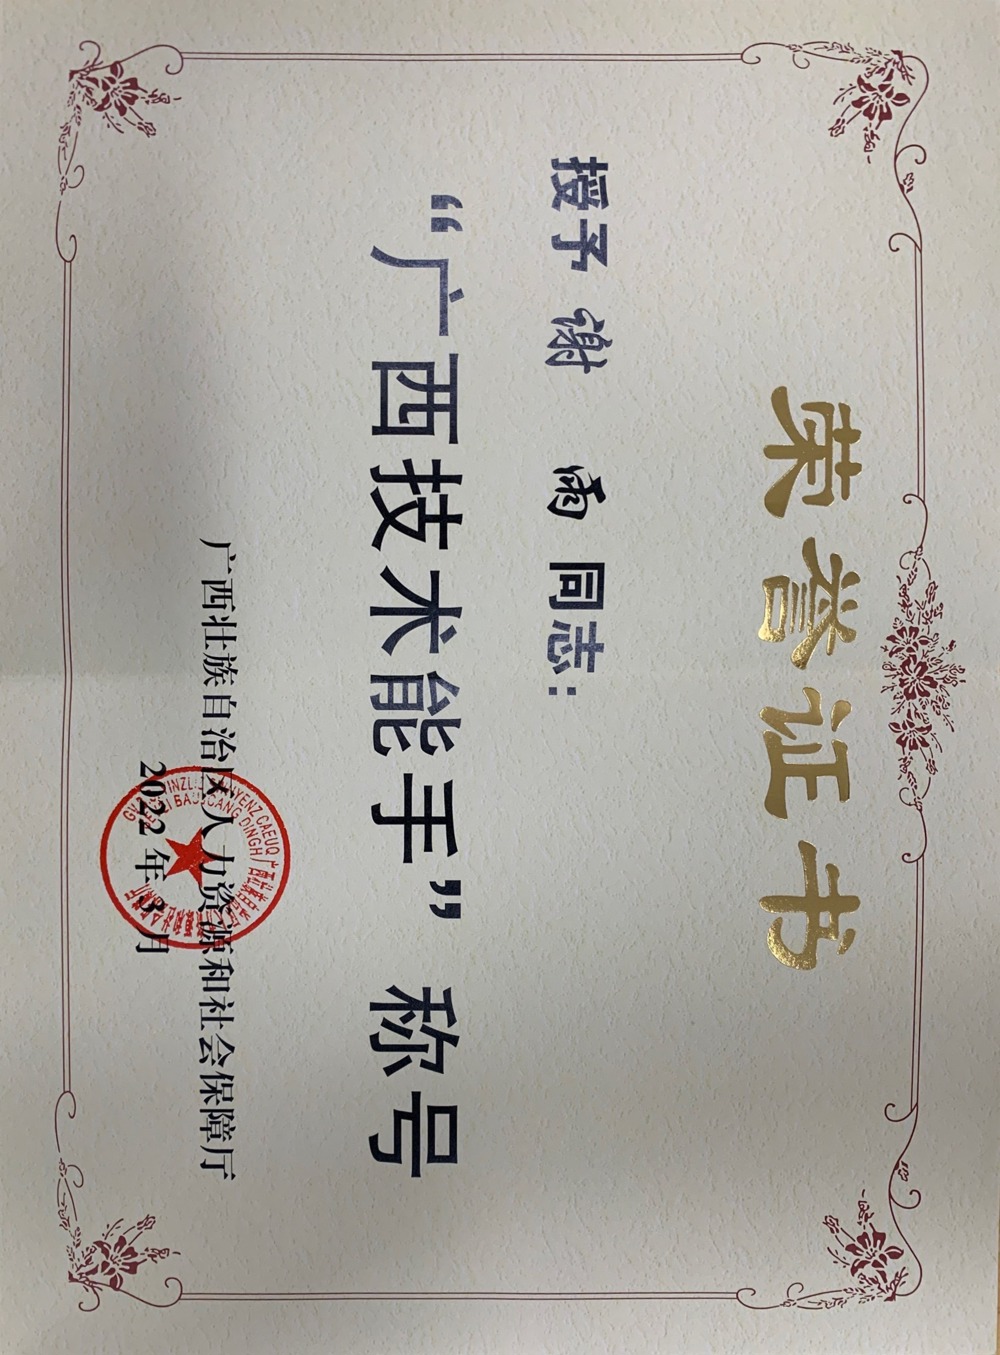 荣誉证书
授予 谢 雨 同志：
“广西技术能手” 称号
广西壮族自治区人力资源和社会保障厅
2022年3月